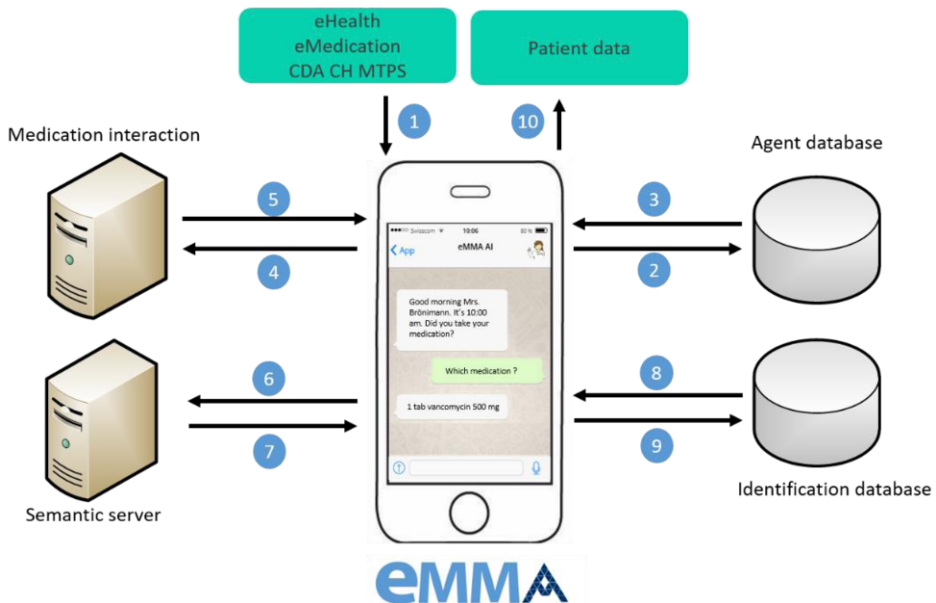 eHealth
eMedication
CDA CH MTPS
Patient data
1
10
Medication interaction
Agent database
5
3
4
2
Swisscom
10:06
80 %
App
eMMA AI
Good morning Mrs.
Brönimann. It's 10:00
am. Did you take your
medication?
Which medication ?
1 tab vancomycin 500 mg
6
8
7
9
Semantic server
Identification database
eMMA